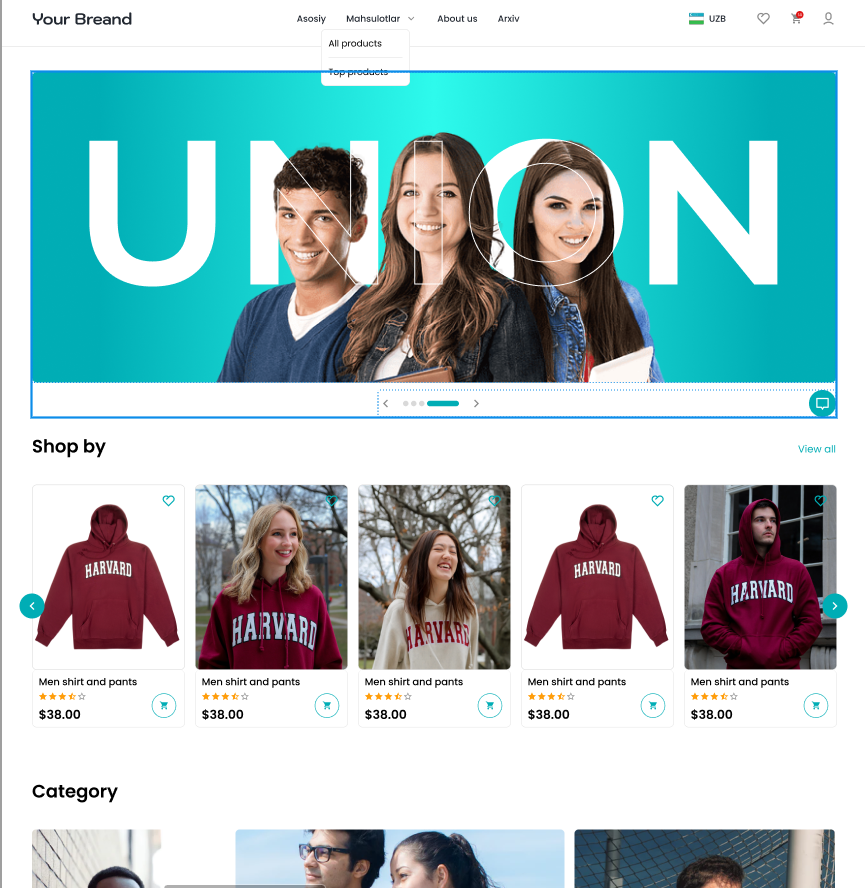 Your Breand
Asosiy Mahsulotlar About us Arxiv UZB
All products
Top products
UNION
Shop by
View all
HARVARD
HARVARD
HARVARD
HARVARD
HARVARD
Men shirt and pants Men shirt and pants Men shirt and pants Men shirt and pants Men shirt and pants
$38.00 $38.00 $38.00 $38.00 $38.00
Category